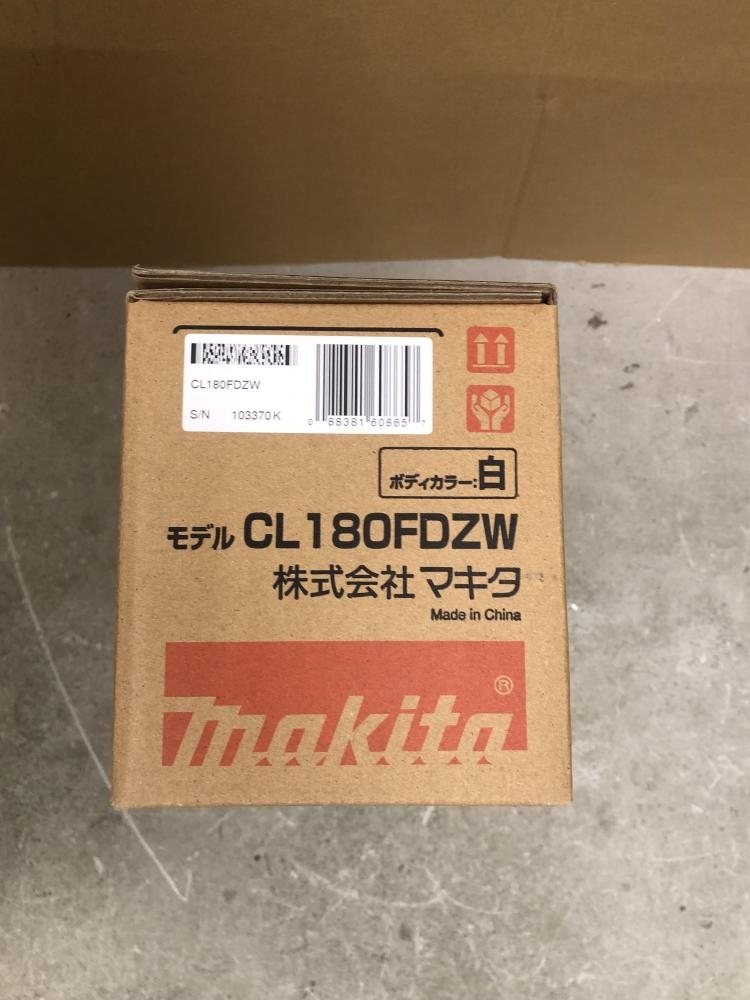 CL180FDZW
S/N 103370K
0 88381 60865 7
ボディカラー:白
モデル CL180FDZW
株式会社マキタ
Made in China
makita®